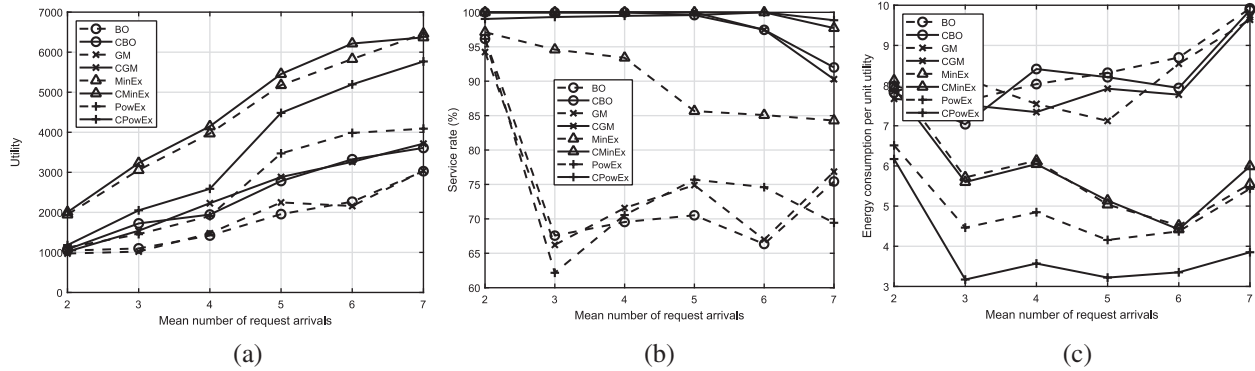 7000
6000
5000
4000
3000
2000
1000
0
Utility
BO
CBO
GM
CGM
MinEx
CMinEx
PowEx
CPowEx
2 3 4 5 6 7
Mean number of request arrivals
(a)
100
95
90
85
80
75
70
65
60
Service rate (%)
BO
CBO
GM
CGM
MinEx
CMinEx
PowEx
CPowEx
2 3 4 5 6 7
Mean number of request arrivals
(b)
10
9
8
7
6
5
4
3
Energy consumption per unit utility
BO
CBO
GM
CGM
MinEx
CMinEx
PowEx
CPowEx
2 3 4 5 6 7
Mean number of request arrivals
(c)